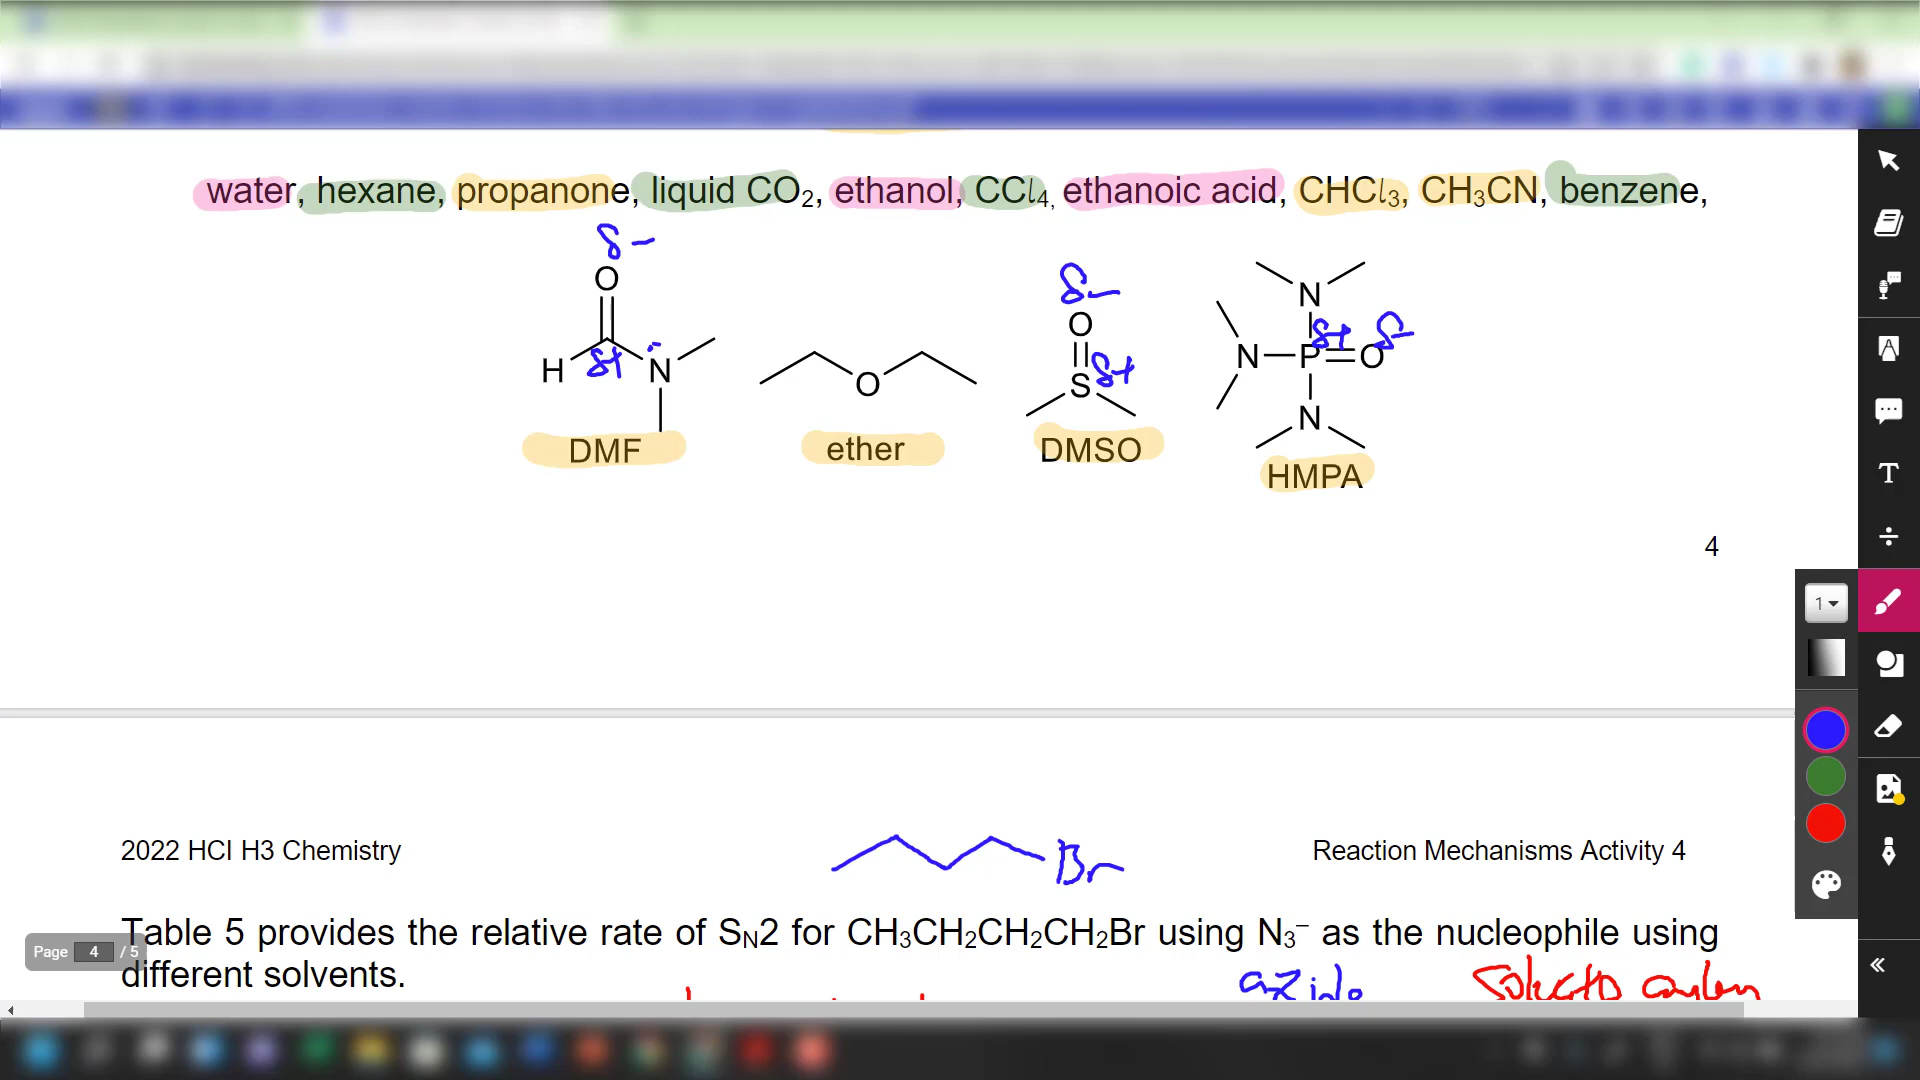 water, hexane, propanone, liquid CO₂, ethanol, CCl₄, ethanoic acid, CHCl₃, CH₃CN, benzene,
δ−
O
H
δ+
N
DMF
O
ether
δ−
O
S
δ+
DMSO
N
N
P
δ+
O
δ−
N
HMPA
4
2022 HCI H3 Chemistry
Br
Reaction Mechanisms Activity 4
Table 5 provides the relative rate of SN2 for CH₃CH₂CH₂CH₂Br using N₃⁻ as the nucleophile using
different solvents.
azide
Page 4 / 5
1
T